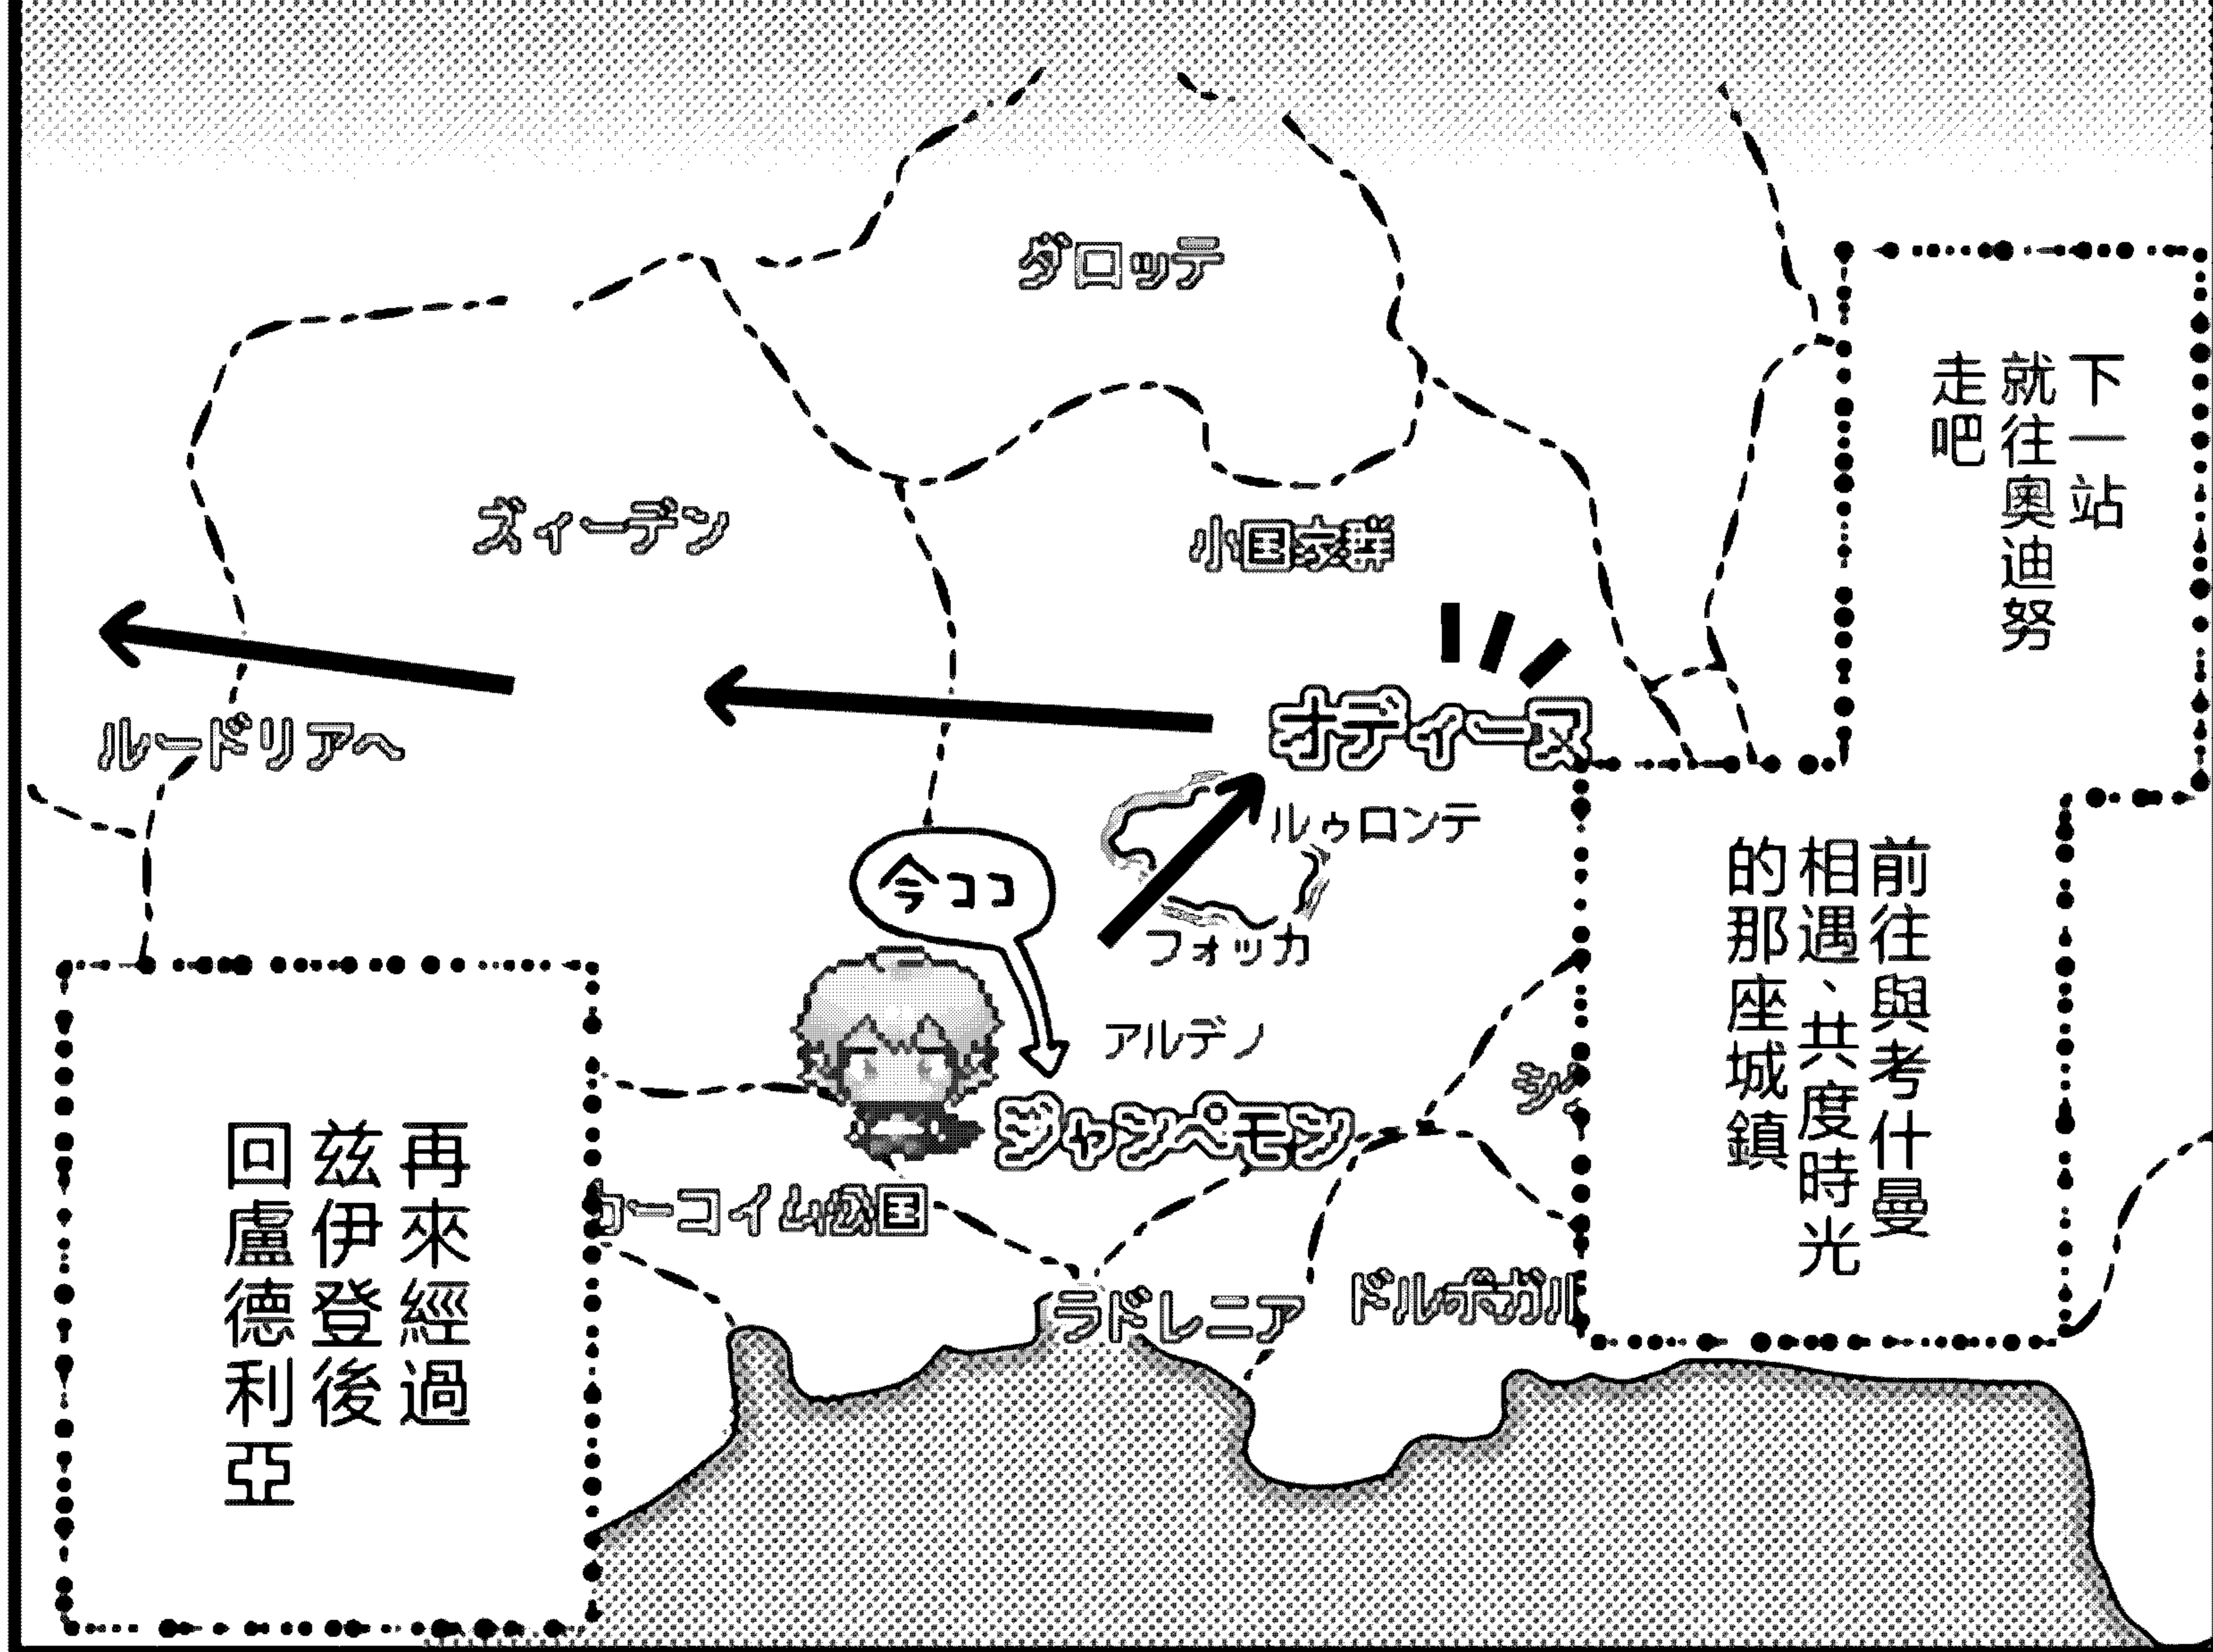 下一站
就往奧迪努
走吧
前往與考什曼
相遇、共度時光
的那座城鎮
ダロッテ
ズィーデン
小国家群
オディーヌ
ルードリアへ
ルゥロンテ
今ココ
フォッカ
アルデノ
ジャンペモン
カーコイム公国
ラドレニア
ドルボガル
再來經過
兹伊登後
回盧德利亞